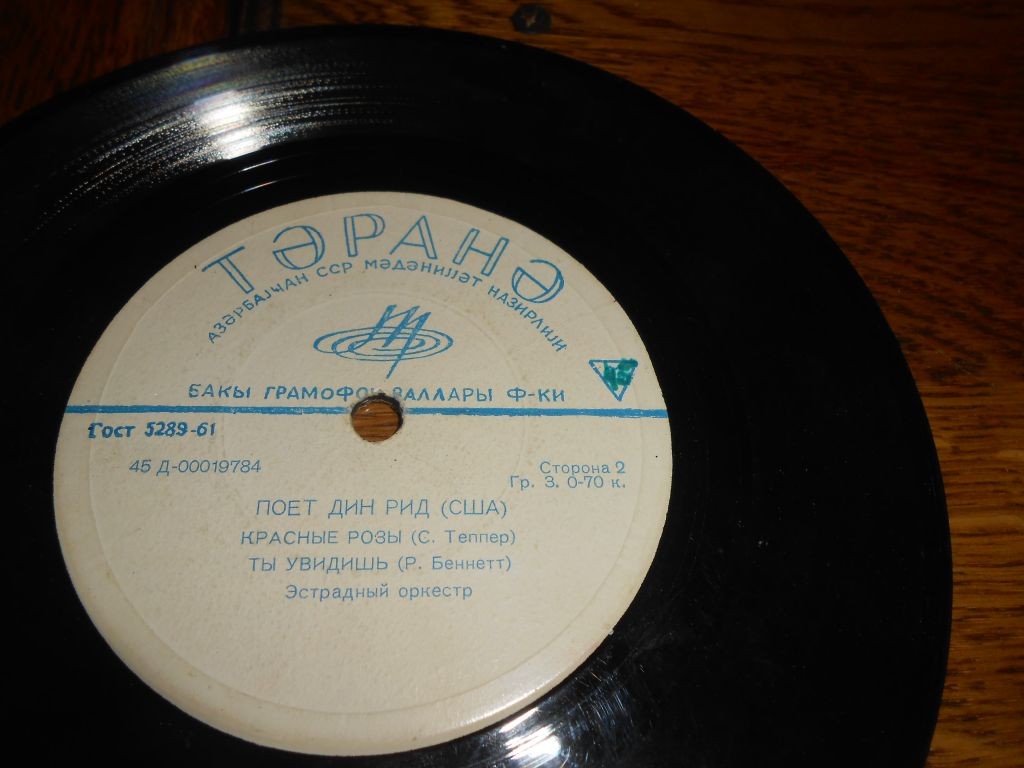 ТӘРАНӘ
АЗӘРБАЈҸАН ССР МӘДӘНИЈЈӘТ НАЗИРЛИЈИ
БАКЫ ГРАМОФОН ВАЛЛАРЫ Ф-КИ
Гост 5289-61
45 Д-00019784
Сторона 2
Гр. 3. 0-70 к.
ПОЕТ ДИН РИД (США)
КРАСНЫЕ РОЗЫ (С. Теппер)
ТЫ УВИДИШЬ (Р. Беннетт)
Эстрадный оркестр